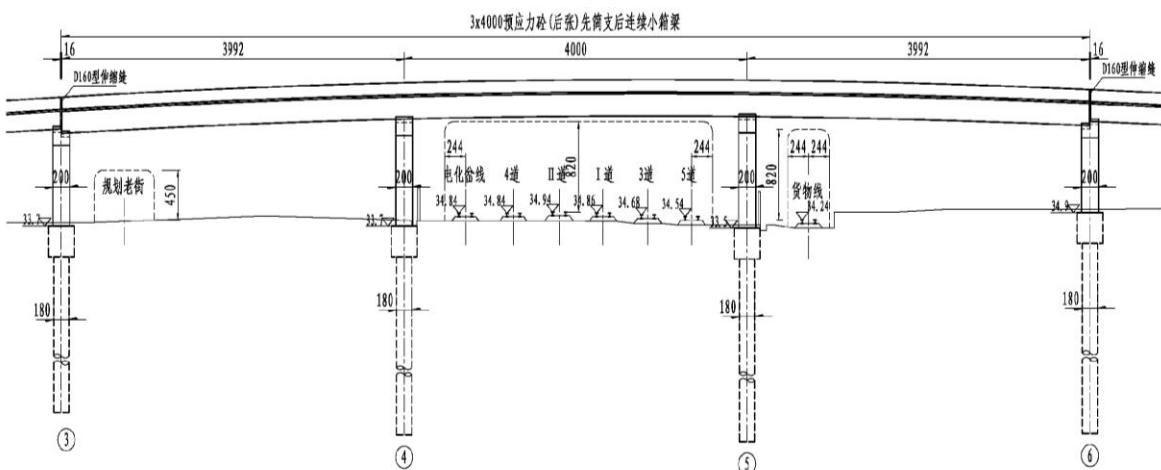 3x4000预应力砼(后张)先简支后连续小箱梁
16 3992 4000 3992 16
D160型伸缩缝
D160型伸缩缝
244 820 244 820 244 244
规划老街 450
电化岔线 4道 Ⅱ道 Ⅰ道 3道 5道 货物线
200 200 200 200
34.84 34.84 34.94 34.86 34.68 34.54 34.24
33.5 34.9
180 180 180 180
③ ④ ⑤ ⑥